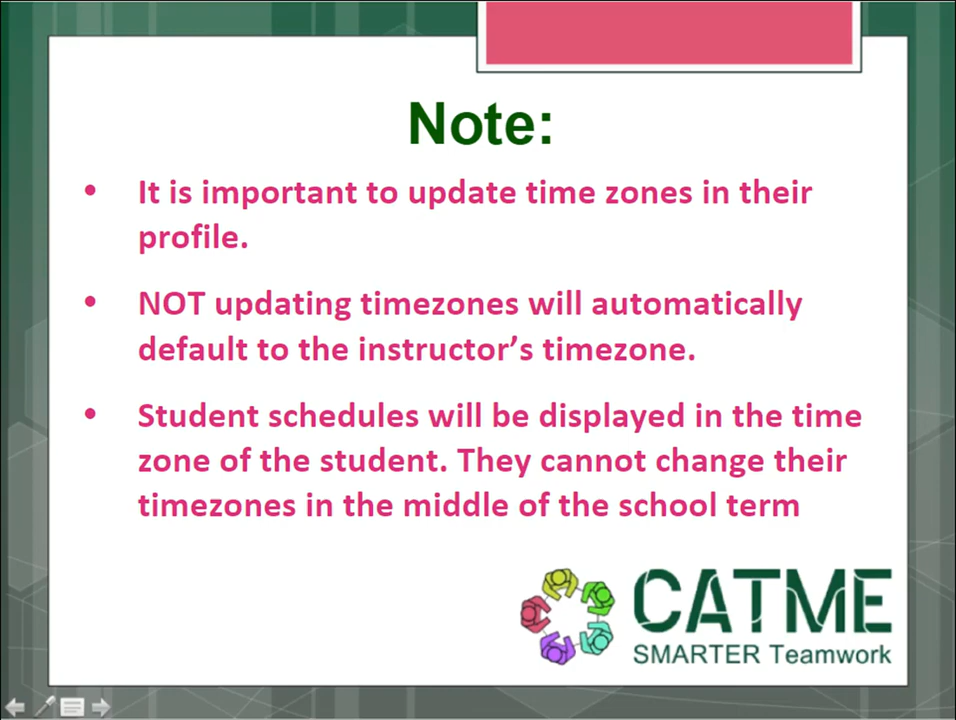 Note:
• It is important to update time zones in their
profile.
• NOT updating timezones will automatically
default to the instructor’s timezone.
• Student schedules will be displayed in the time
zone of the student. They cannot change their
timezones in the middle of the school term
CATME
SMARTER Teamwork